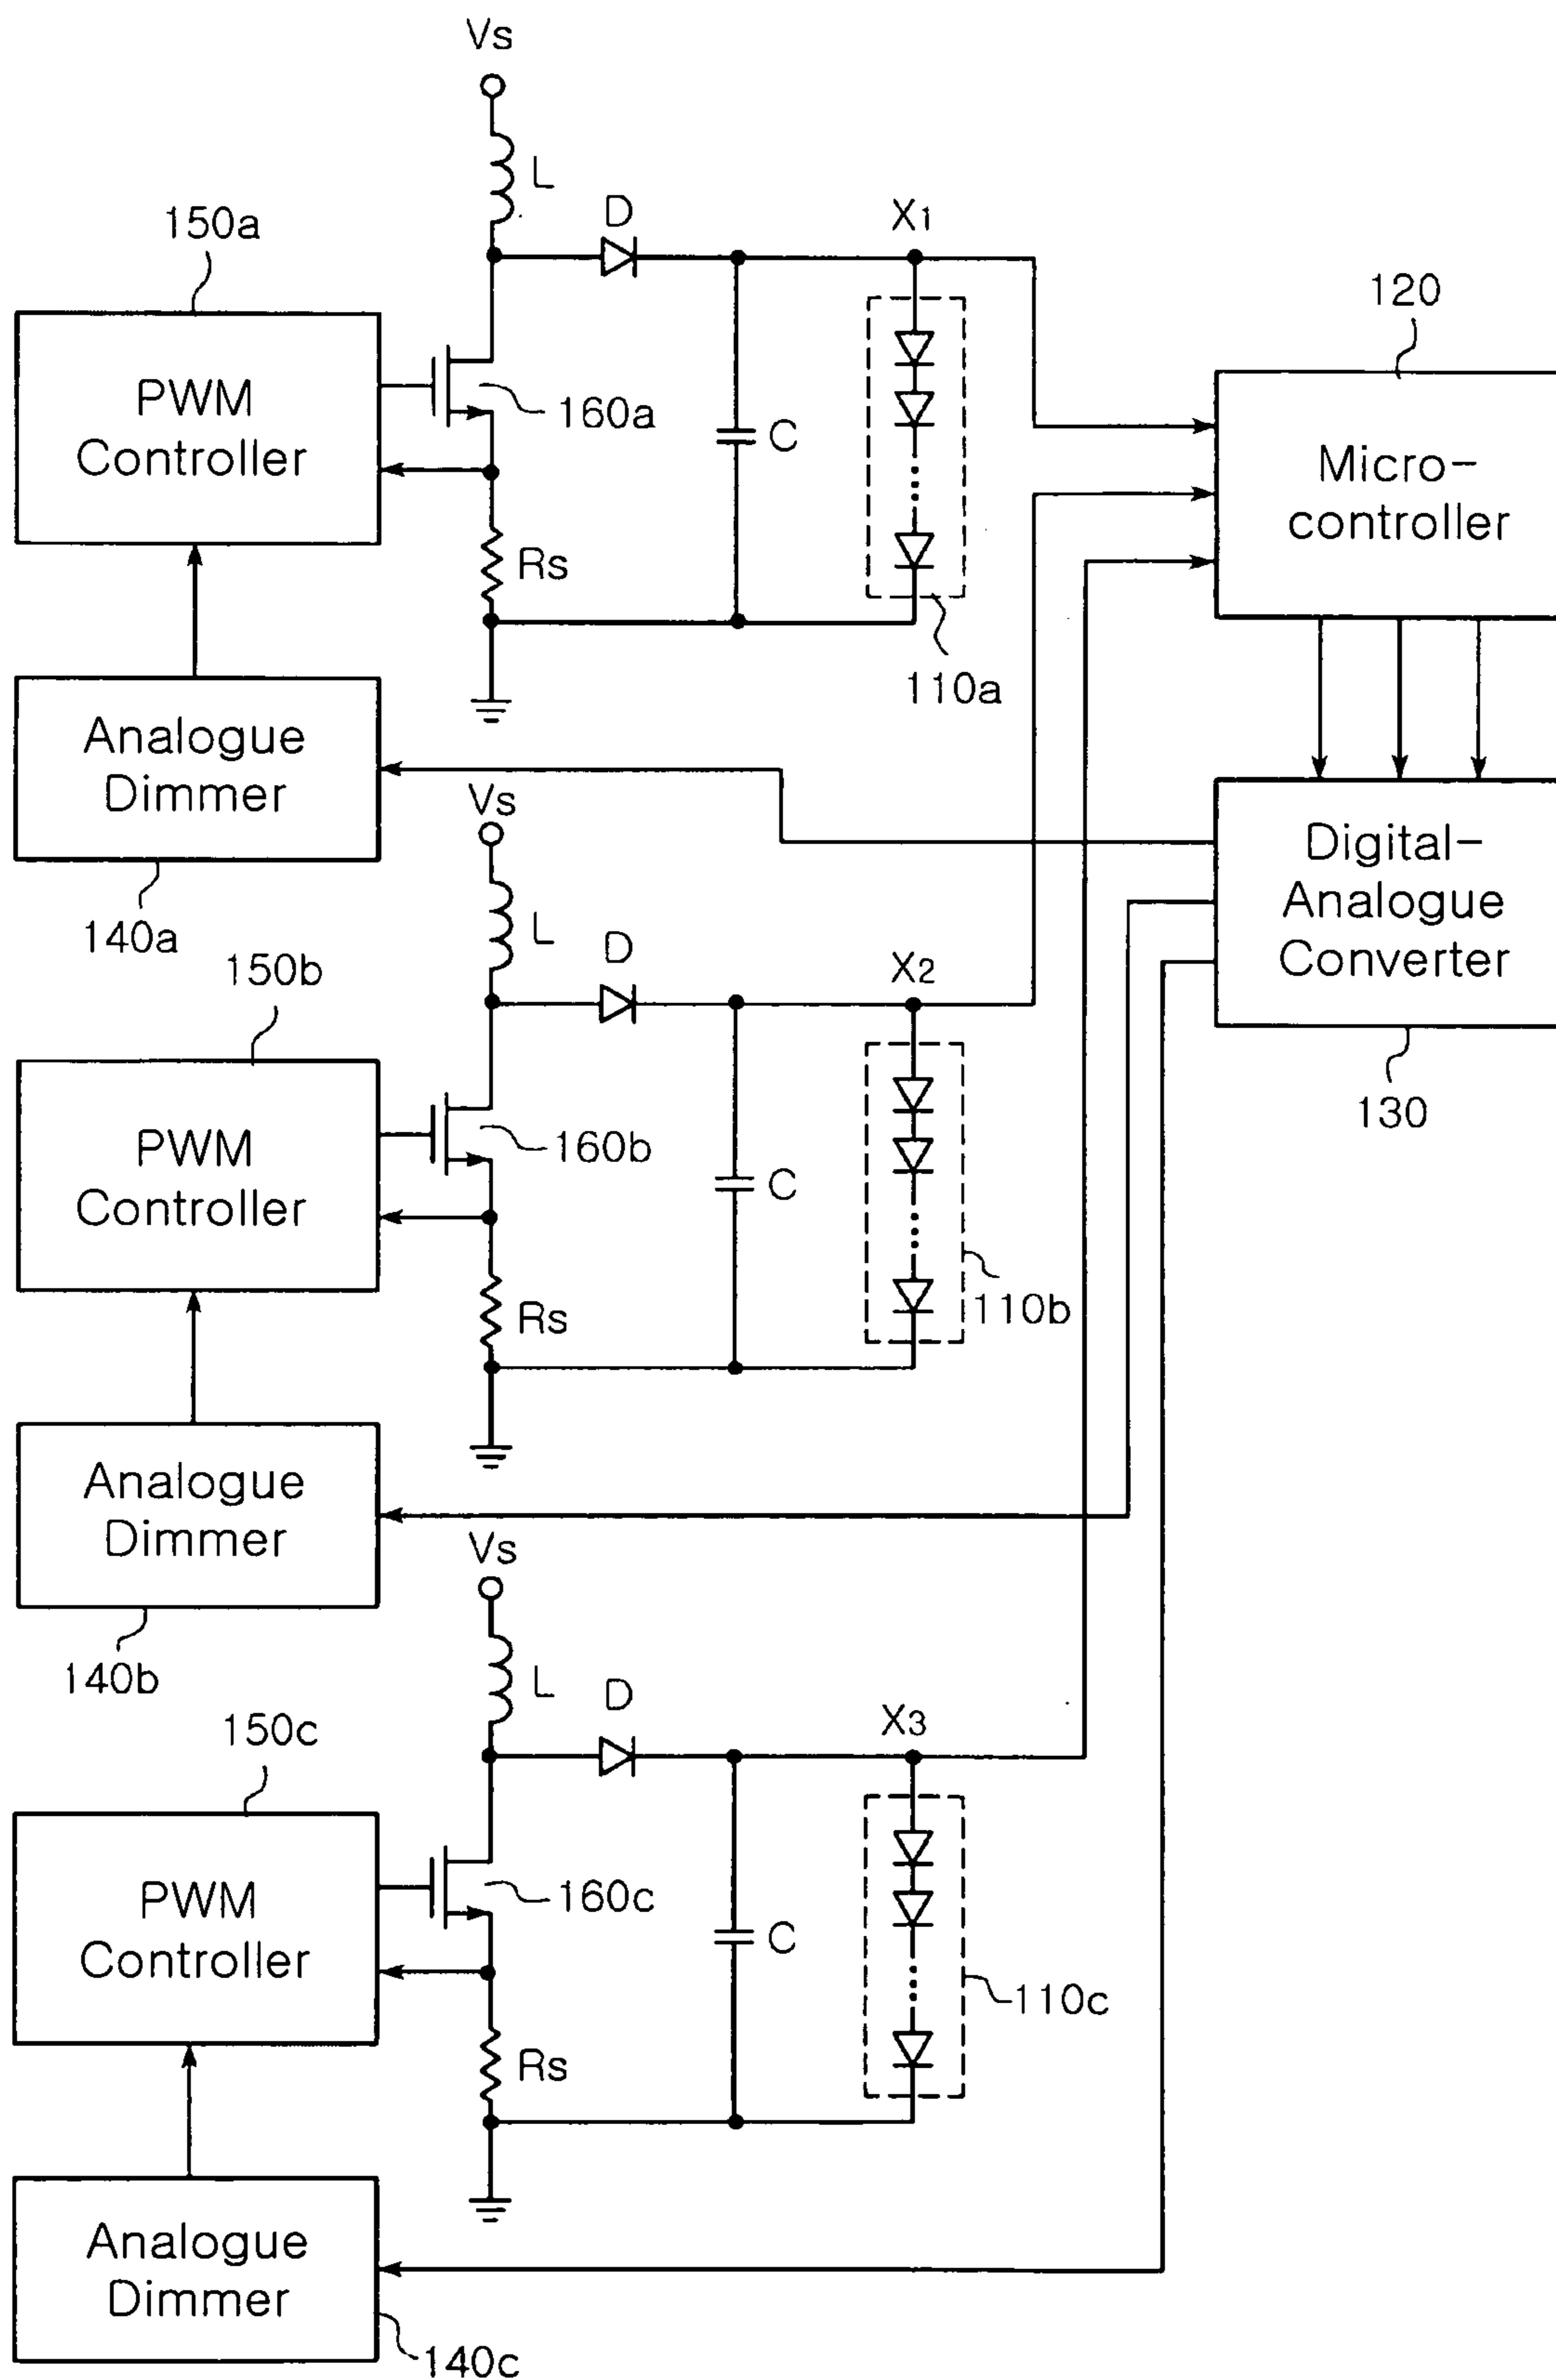 Vs
L
D
X1
150a
120
PWM
Controller
160a
C
Micro-
controller
Rs
110a
Analogue
Dimmer
140a
Vs
L
D
X2
Digital-
Analogue
Converter
130
150b
PWM
Controller
160b
C
Rs
110b
Analogue
Dimmer
140b
Vs
L
D
X3
150c
PWM
Controller
160c
C
Rs
110c
Analogue
Dimmer
140c